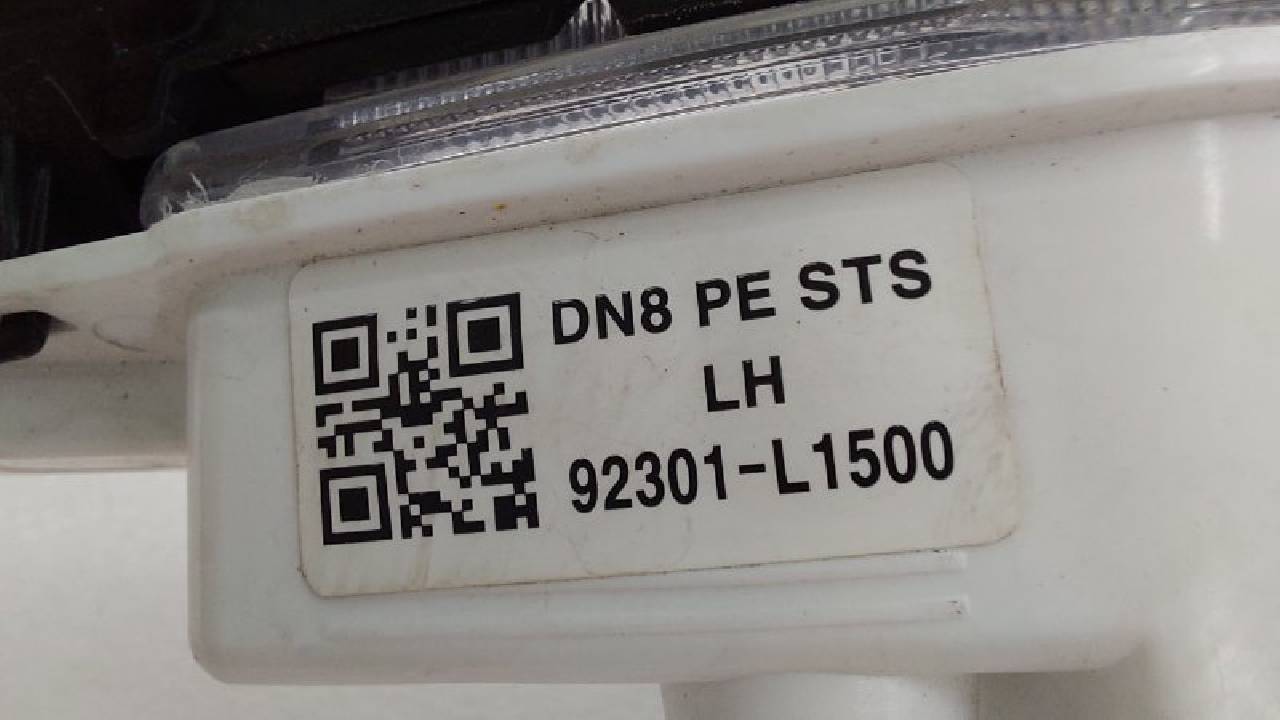 DN8 PE STS
LH
92301-L1500